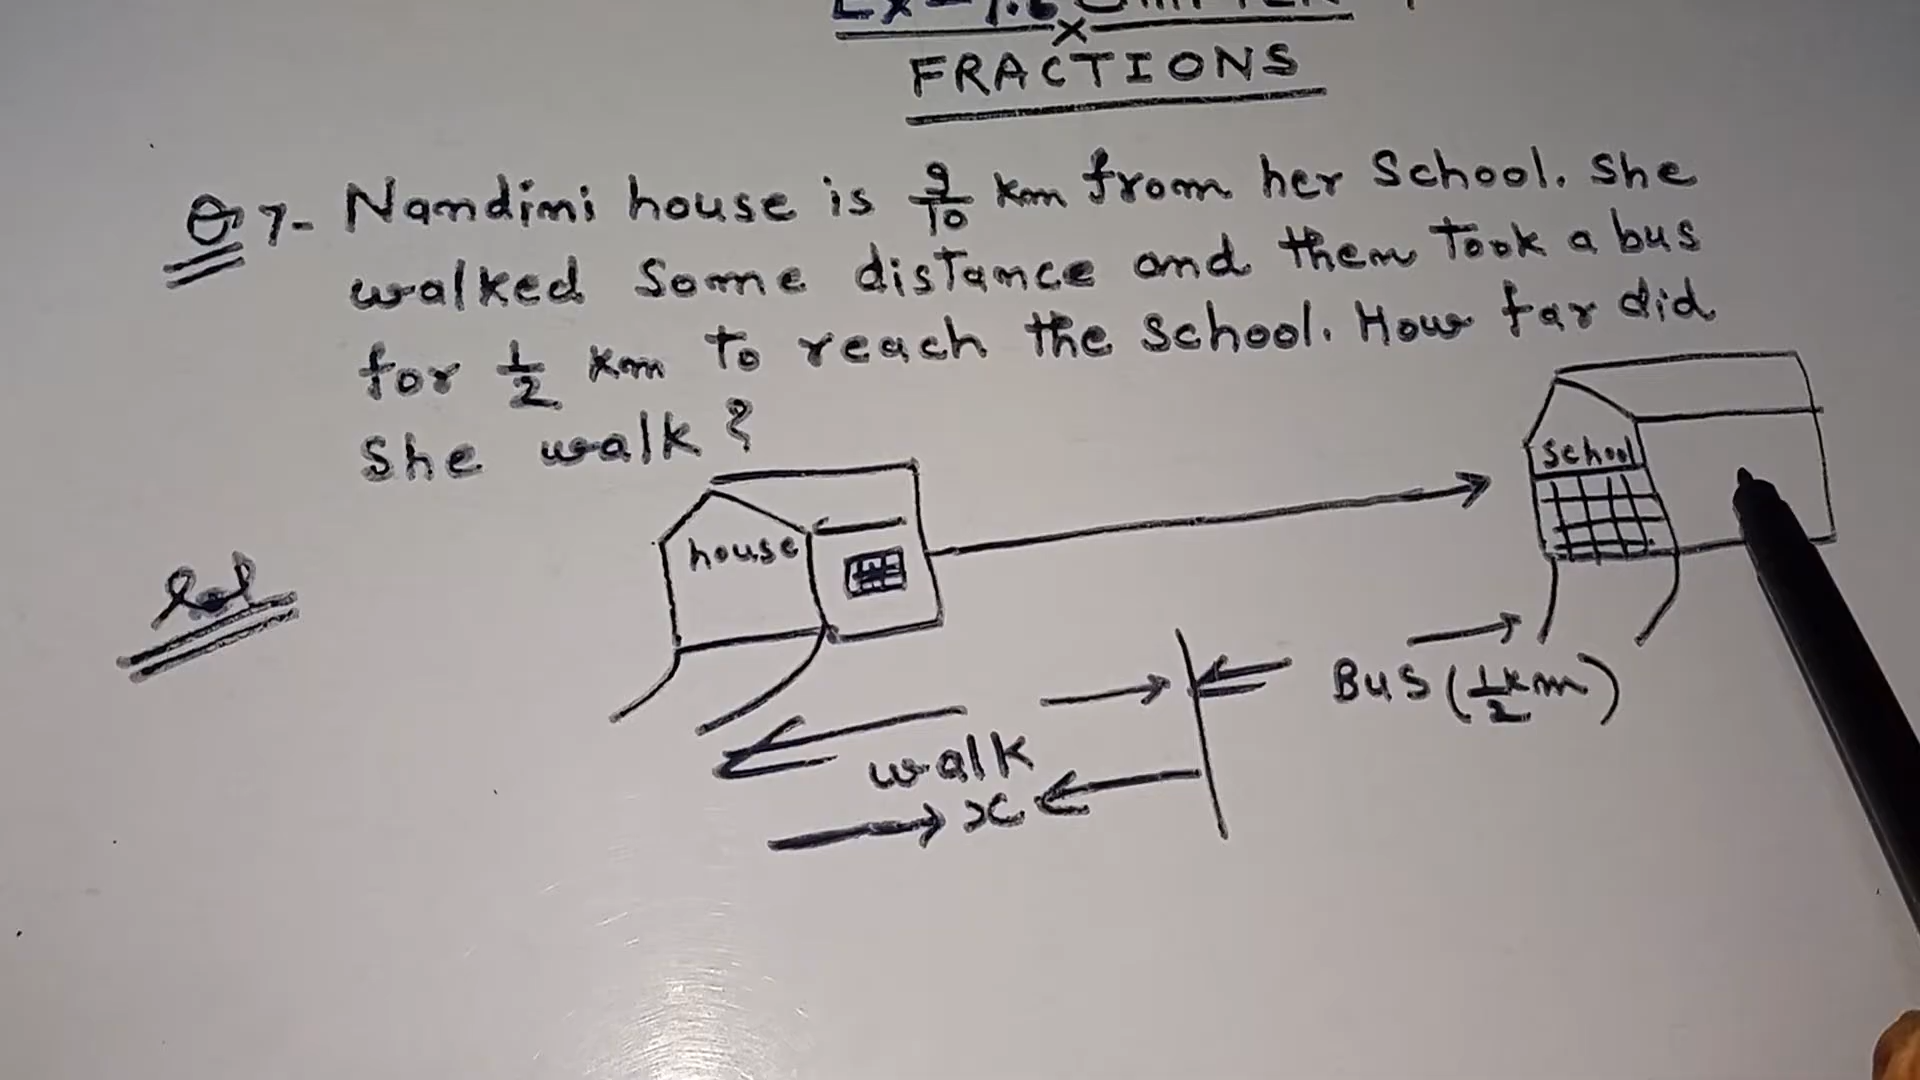 FRACTIONS
Q7- Nandini house is 9/10 km from her School. She
walked some distance and then took a bus
for 1/2 km to reach the school. How far did
she walk?
school
house
Sol
BUS (1/2 km)
walk
x